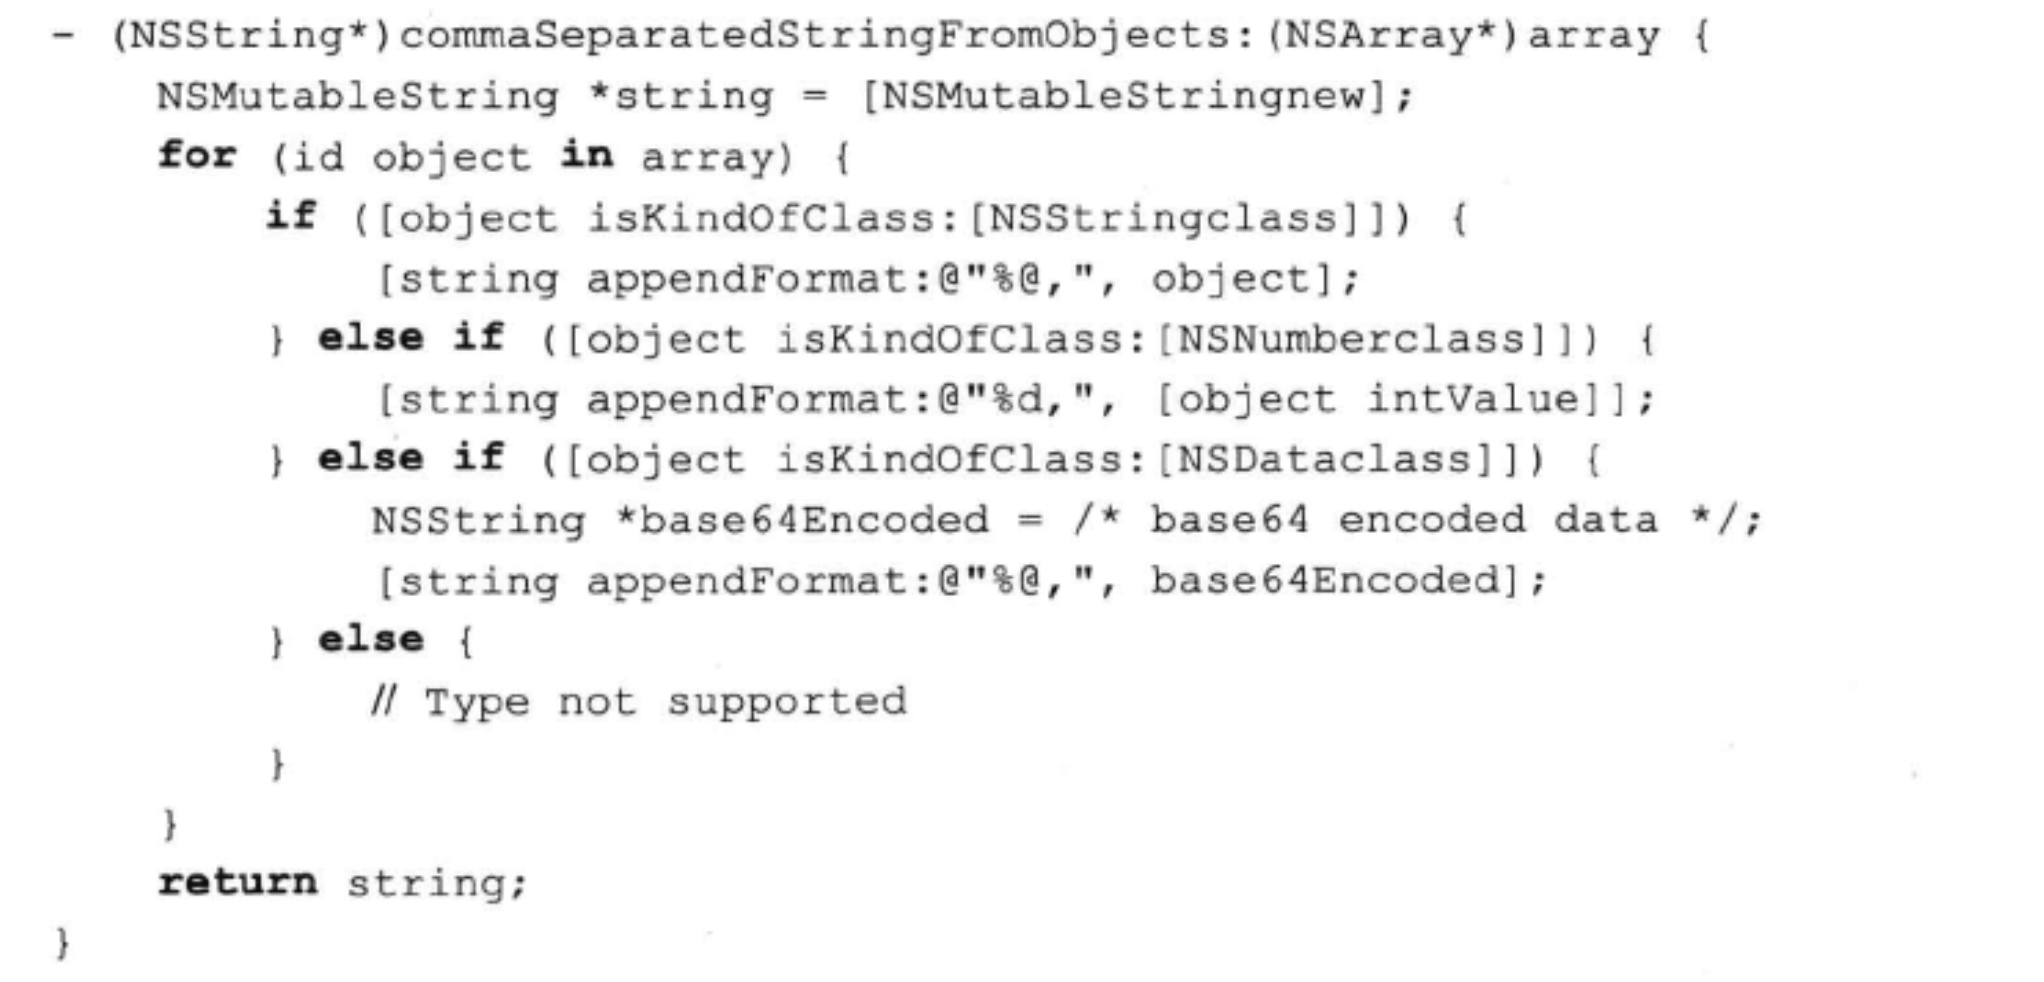 - (NSString*)commaSeparatedStringFromObjects:(NSArray*)array {
NSMutableString *string = [NSMutableStringnew];
for (id object in array) {
if ([object isKindOfClass:[NSStringclass]]) {
[string appendFormat:@"%@,", object];
} else if ([object isKindOfClass:[NSNumberclass]]) {
[string appendFormat:@"%d,", [object intValue]];
} else if ([object isKindOfClass:[NSDataclass]]) {
NSString *base64Encoded = /* base64 encoded data */;
[string appendFormat:@"%@,", base64Encoded];
} else {
// Type not supported
}
}
return string;
}